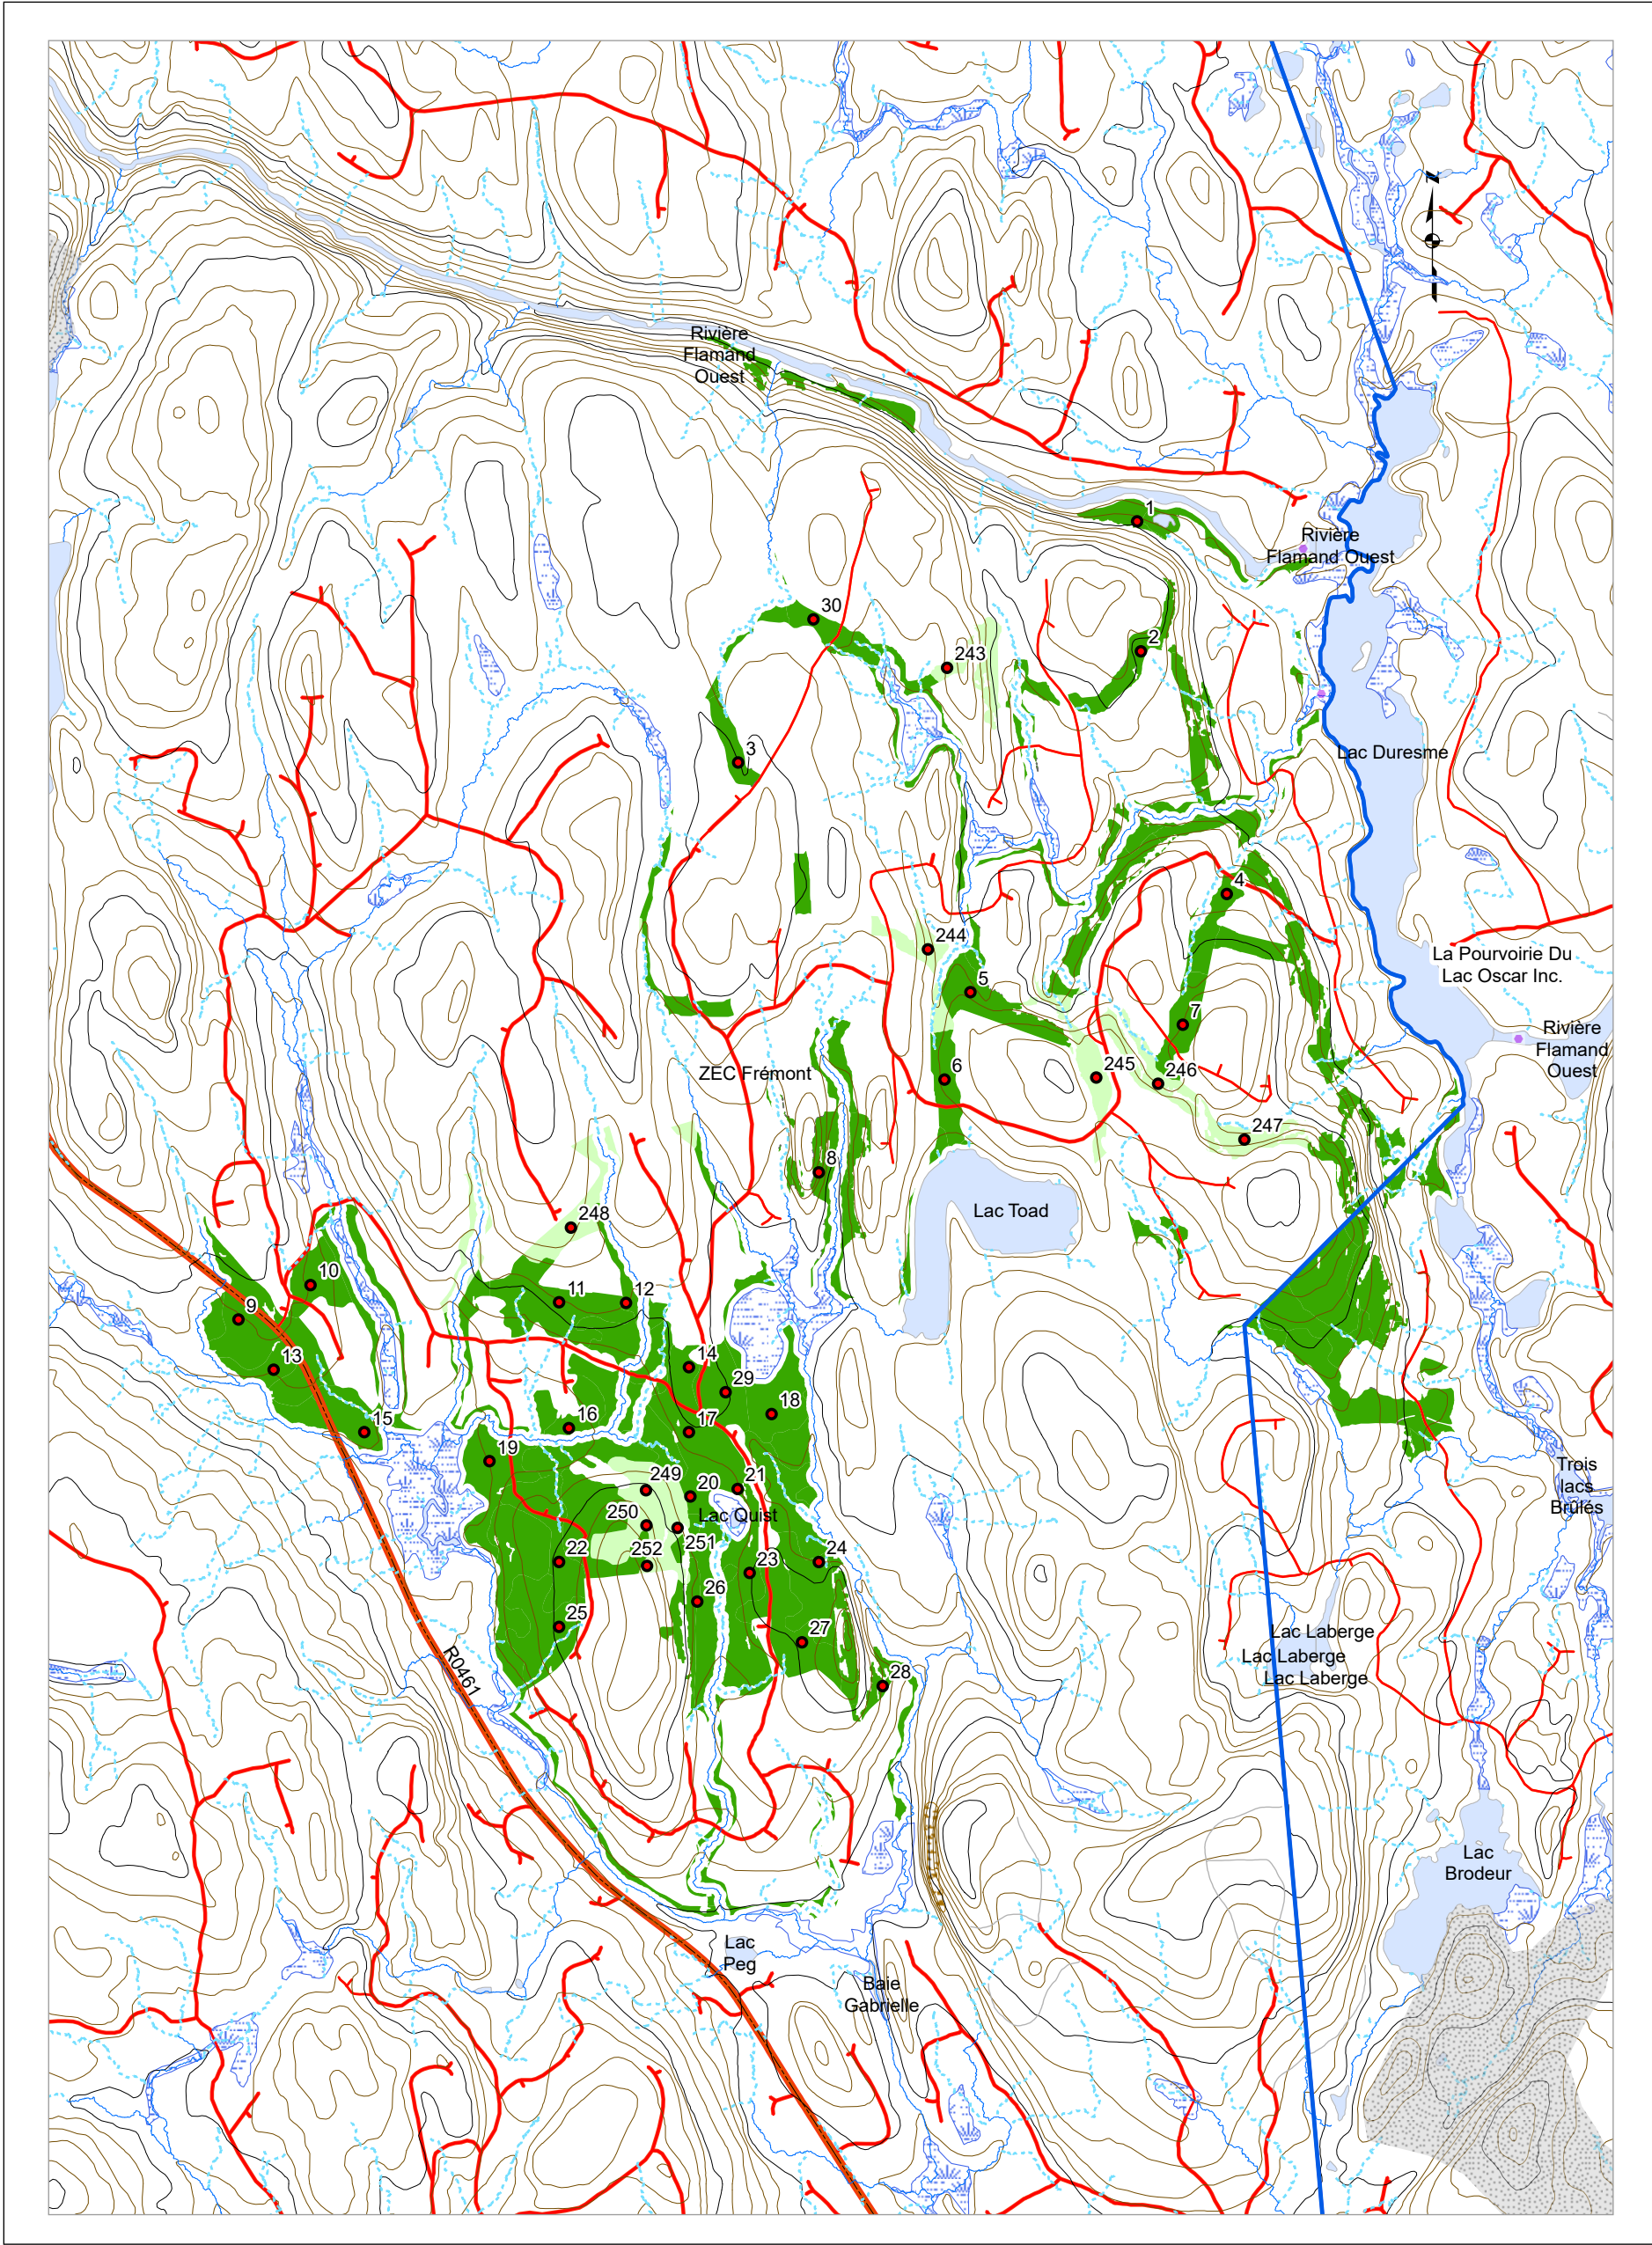 N
Rivière
Flamand
Ouest
1
Rivière
Flamand Ouest
30
2
243
3
Lac Duresme
4
244
La Pourvoirie Du
Lac Oscar Inc.
5
7
Rivière
Flamand
Ouest
ZEC Frémont
6
245
246
247
8
Lac Toad
248
10
11
12
9
13
14
29
18
15
16
17
19
Trois
lacs
Brûlés
249
20
21
250
Lac Quist
251
22
252
23
24
26
25
27
Lac Laberge
Lac Laberge
Lac Laberge
R0461
28
Lac
Brodeur
Lac
Peg
Baie
Gabrielle